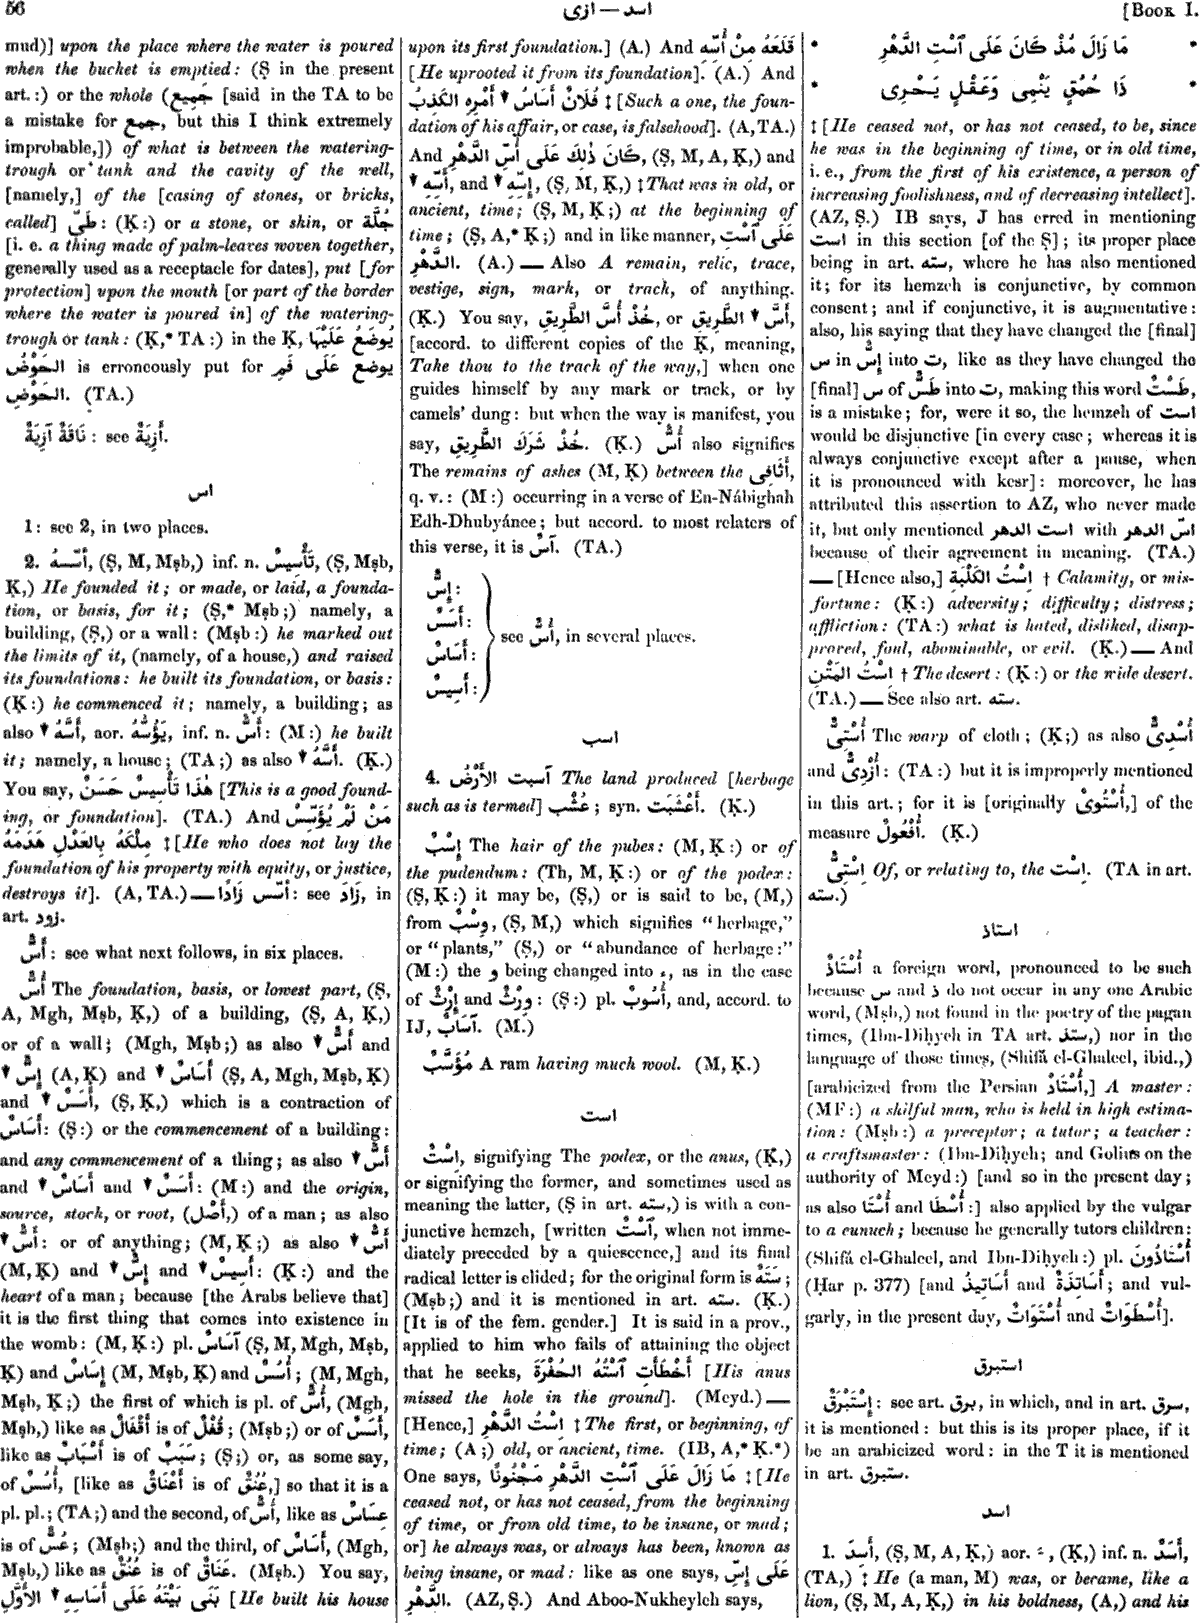 56
اسد — ازى
[BOOK I.
mud)] upon the place where the water is poured
when the bucket is emptied: (Ṣ in the present
art.:) or the whole (جَمِيع [said in the TA to be
a mistake for جمع, but this I think extremely
improbable,]) of what is between the watering-
trough or tank and the cavity of the well,
[namely,] of the [casing of stones, or bricks,
called] طَىّ: (Ḳ:) or a stone, or skin, or جُلَّة
[i. e. a thing made of palm-leaves woven together,
generally used as a receptacle for dates], put [for
protection] upon the mouth [or part of the border
where the water is poured in] of the watering-
trough or tank: (Ḳ,* TA:) in the Ḳ, يُوضَعُ عَلَيْهَا
الحَوْضُ is erroneously put for يوضع عَلَى فَمِ
الحَوْضِ. (TA.)
نَاقَةٌ آزِيَةٌ: see أَزِيَةٌ.
اس
1: see 2, in two places.
2. أَسَّسَهُ, (Ṣ, M, Mṣb,) inf. n. تَأْسِيسٌ, (Ṣ, Mṣb,
Ḳ,) He founded it; or made, or laid, a founda-
tion, or basis, for it; (Ṣ,* Mṣb;) namely, a
building, (Ṣ,) or a wall: (Mṣb:) he marked out
the limits of it, (namely, of a house,) and raised
its foundations: he built its foundation, or basis:
(Ḳ:) he commenced it; namely, a building; as
also ▼ أَسَّهُ, aor. يَؤُسُّهُ, inf. n. أَسٌّ: (M:) he built
it; namely, a house; (TA;) as also ▼ أَسَّهُ. (Ḳ.)
You say, هٰذَا تَأْسِيسٌ حَسَنٌ [This is a good found-
ing, or foundation]. (TA.) And مَنْ لَمْ يُؤَسِّسْ
مِلْكَهُ بِالعَدْلِ هَدَمَهُ ‡ [He who does not lay the
foundation of his property with equity, or justice,
destroys it]. (A, TA.) — أسّس زَادًا: see زَادَ, in
art. زود.
أَسٌّ: see what next follows, in six places.
أُسٌّ The foundation, basis, or lowest part, (Ṣ,
A, Mgh, Mṣb, Ḳ,) of a building, (Ṣ, A, Ḳ,)
or of a wall; (Mgh, Mṣb;) as also ▼ أَسٌّ and
▼ إِسٌّ (A, Ḳ) and ▼ أَسَاسٌ (Ṣ, A, Mgh, Mṣb, Ḳ)
and ▼ أَسَسٌ, (Ṣ, Ḳ,) which is a contraction of
أَسَاسٌ: (Ṣ:) or the commencement of a building:
and any commencement of a thing; as also ▼ أَسٌّ
and ▼ أَسَاسٌ and ▼ أَسَسٌ: (M:) and the origin,
source, stock, or root, (أَصْل,) of a man; as also
▼ أَسٌّ: or of anything; (M, Ḳ;) as also ▼ أَسٌّ
(M, Ḳ) and ▼ إِسٌّ and ▼ أَسِيسٌ: (Ḳ:) and the
heart of a man; because [the Arabs believe that]
it is the first thing that comes into existence in
the womb: (M, Ḳ:) pl. آسَاسٌ (Ṣ, M, Mgh, Mṣb,
Ḳ) and إِسَاسٌ (M, Mṣb, Ḳ) and أُسُسٌ; (M, Mgh,
Mṣb, Ḳ;) the first of which is pl. of أُسٌّ, (Mgh,
Mṣb,) like as أَقْفَالٌ is of قُفْلٌ; (Mṣb;) or of أَسَسٌ,
like as أَسْبَابٌ is of سَبَبٌ; (Ṣ;) or, as some say,
of أُسُسٌ, [like as أَعْنَاقٌ is of عُنُقٌ,] so that it is a
pl. pl.; (TA;) and the second, of أُسٌّ, like as عِسَاسٌ
is of عُسٌّ; (Mṣb;) and the third, of أَسَاسٌ, (Mgh,
Mṣb,) like as عُنُقٌ is of عَنَاقٌ. (Mṣb.) You say,
بَنَى بَيْتَهُ عَلَى أَسَاسِهِ ▼ الأَوَّلِ [He built his house
upon its first foundation.] (A.) And قَلَعَهُ مِنْ أُسِّهِ
[He uprooted it from its foundation]. (A.) And
فُلَانٌ أَسَاسُ ▼ أَمْرِهِ الكَذِبُ ‡ [Such a one, the foun-
dation of his affair, or case, is falsehood]. (A, TA.)
And كَانَ ذٰلِكَ عَلَى أُسِّ الدَّهْرِ, (Ṣ, M, A, Ḳ,) and
▼ أَسِّهِ, and ▼ إِسِّهِ, (Ṣ, M, Ḳ,) ‡ That was in old, or
ancient, time; (Ṣ, M, Ḳ;) at the beginning of
time; (Ṣ, A,* Ḳ;) and in like manner, عَلَى ٱسْتِ
الدَّهْرِ. (A.) — Also A remain, relic, trace,
vestige, sign, mark, or track, of anything.
(Ḳ.) You say, خُذْ أُسَّ الطَّرِيقِ, or أَسَّ ▼ الطَّرِيقِ,
[accord. to different copies of the Ḳ, meaning,
Take thou to the track of the way,] when one
guides himself by any mark or track, or by
camels' dung: but when the way is manifest, you
say, خُذْ شَرَكَ الطَّرِيقِ. (Ḳ.) أُسٌّ also signifies
The remains of ashes (M, Ḳ) between the أَثَافِى,
q. v.: (M:) occurring in a verse of En-Nábighah
Edh-Dhubyánee; but accord. to most relaters of
this verse, it is آسٌ. (TA.)
إِسٌّ:
أَسَسٌ:
أَسَاسٌ:
أَسِيسٌ:
see أُسٌّ, in several places.
اسب
4. آسبت الأَرْضُ The land produced [herbage
such as is termed] عُشْب; syn. أَعْشَبَت. (Ḳ.)
إِسْبٌ The hair of the pubes: (M, Ḳ:) or of
the pudendum: (Th, M, Ḳ:) or of the podex:
(Ṣ, Ḳ:) it may be, (Ṣ,) or is said to be, (M,)
from وِسْبٌ, (Ṣ, M,) which signifies "herbage,"
or "plants," (Ṣ,) or "abundance of herbage:"
(M:) the و being changed into ء, as in the case
of إِرْثٌ and وِرْثٌ: (Ṣ:) pl. أُسُوبٌ, and, accord. to
IJ, آسَابٌ. (M.)
مُؤَسَّبٌ A ram having much wool. (M, Ḳ.)
است
اِسْتٌ, signifying The podex, or the anus, (Ḳ,)
or signifying the former, and sometimes used as
meaning the latter, (Ṣ in art. سته,) is with a con-
junctive hemzeh, [written ٱسْتٌ, when not imme-
diately preceded by a quiescence,] and its final
radical letter is elided; for the original form is سَتَهٌ;
(Mṣb;) and it is mentioned in art. سته. (Ḳ.)
[It is of the fem. gender.] It is said in a prov.,
applied to him who fails of attaining the object
that he seeks, أَخْطَأَتِ ٱسْتُهُ الحُفْرَةَ [His anus
missed the hole in the ground]. (Meyd.) —
[Hence,] اِسْتُ الدَّهْرِ ‡ The first, or beginning, of
time; (A;) old, or ancient, time. (IB, A,* Ḳ.*)
One says, مَا زَالَ عَلَى ٱسْتِ الدَّهْرِ مَجْنُونًا ‡ [He
ceased not, or has not ceased, from the beginning
of time, or from old time, to be insane, or mad;
or] he always was, or always has been, known as
being insane, or mad: like as one says, عَلَى إِسِّ
الدَّهْرِ. (AZ, Ṣ.) And Aboo-Nukheyleh says,
* مَا زَالَ مُذْ كَانَ عَلَى ٱسْتِ الدَّهْرِ *
* ذَا حُمُقٍ يَنْمِى وَعَقْلٍ يَحْرِى *
‡ [He ceased not, or has not ceased, to be, since
he was in the beginning of time, or in old time,
i. e., from the first of his existence, a person of
increasing foolishness, and of decreasing intellect].
(AZ, Ṣ.) IB says, J has erred in mentioning
است in this section [of the Ṣ]; its proper place
being in art. سته, where he has also mentioned
it; for its hemzeh is conjunctive, by common
consent; and if conjunctive, it is augmentative:
also, his saying that they have changed the [final]
س in إِسٌّ into ت, like as they have changed the
[final] س of طَسٌّ into ت, making this word طَسْتٌ,
is a mistake; for, were it so, the hemzeh of است
would be disjunctive [in every case; whereas it is
always conjunctive except after a pause, when
it is pronounced with kesr]: moreover, he has
attributed this assertion to AZ, who never made
it, but only mentioned است الدهر with اسّ الدهر
because of their agreement in meaning. (TA.)
— [Hence also,] اِسْتُ الكَلْبَةِ † Calamity, or mis-
fortune: (Ḳ:) adversity; difficulty; distress;
affliction: (TA:) what is hated, disliked, disap-
proved, foul, abominable, or evil. (Ḳ.) — And
اِسْتُ المَتْنِ † The desert: (Ḳ:) or the wide desert.
(TA.) — See also art. سته.
أُسْتِىٌّ The warp of cloth; (Ḳ;) as also أُسْدِىٌّ
and أُزْدِىٌّ: (TA:) but it is improperly mentioned
in this art.; for it is [originally أُسْتُوىٌ,] of the
measure أُفْعُولٌ. (Ḳ.)
اِسْتِىٌّ Of, or relating to, the اِسْت. (TA in art.
سته.)
استاذ
أُسْتَاذٌ a foreign word, pronounced to be such
because س and ذ do not occur in any one Arabic
word, (Mṣb,) not found in the poetry of the pagan
times, (Ibn-Diḥyeh in TA art. ستذ,) nor in the
language of those times, (Shifá el-Ghaleel, ibid.,)
[arabicized from the Persian أُسْتَاذْ,] A master:
(MF:) a skilful man, who is held in high estima-
tion: (Mṣb:) a preceptor; a tutor; a teacher:
a craftsmaster: (Ibn-Diḥyeh; and Golius on the
authority of Meyd:) [and so in the present day;
as also أُسْتَا and أُسْطَا:] also applied by the vulgar
to a eunuch; because he generally tutors children:
(Shifá el-Ghaleel, and Ibn-Diḥyeh:) pl. أُسْتَاذُونَ
(Ḥar p. 377) [and أَسَاتِيذُ and أَسَاتِذَةٌ; and vul-
garly, in the present day, أُسْتَوَاتٌ and أُسْطَوَاتٌ].
استبرق
إِسْتَبْرَقٌ: see art. برق, in which, and in art. سرق,
it is mentioned: but this is its proper place, if it
be an arabicized word: in the T it is mentioned
in art. ستبرق.
اسد
1. أَسِدَ, (Ṣ, M, A, Ḳ,) aor. ـَ, (Ḳ,) inf. n. أَسَدٌ,
(TA,) ‡ He (a man, M) was, or became, like a
lion, (Ṣ, M, A, Ḳ,) in his boldness, (A,) and his